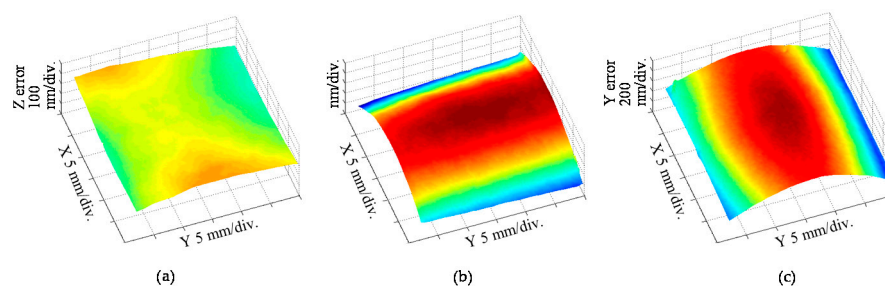 Z error
100
nm/div.
X 5 mm/div.
Y 5 mm/div.
(a)
nm/div.
X 5 mm/div.
Y 5 mm/div.
(b)
Y error
200
nm/div.
X 5 mm/div.
Y 5 mm/div.
(c)